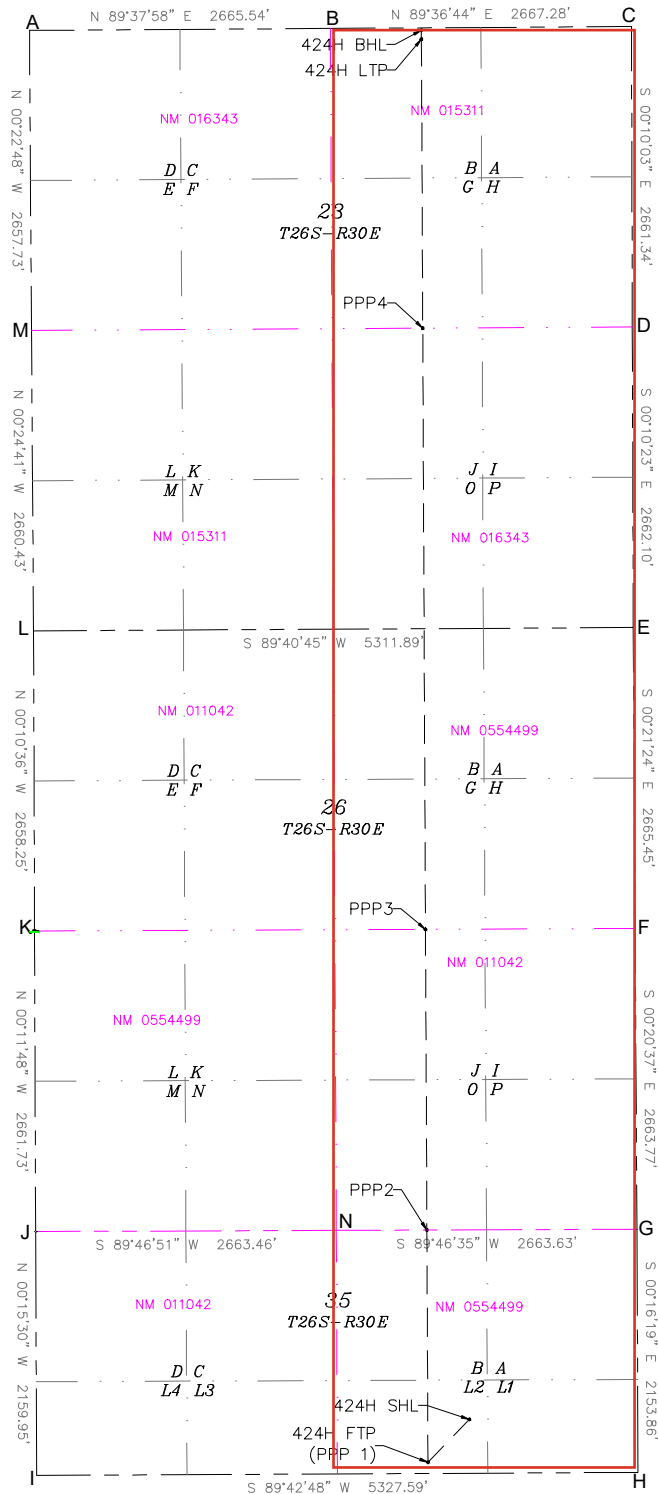 A
N 89°37'58" E 2665.54'
B
N 89°36'44" E 2667.28'
C
424H BHL
424H LTP
N 00°22'48" W 2657.73'
NM 016343
NM 015311
S 00°10'03" E 2661.34'
D C
E F
B A
G H
23
T26S-R30E
PPP4
M
D
N 00°24'41" W 2660.43'
S 00°10'23" E 2662.10'
L K
M N
J I
O P
NM 015311
NM 016343
L
E
S 89°40'45" W 5311.89'
N 00°10'36" W 2658.25'
NM 011042
NM 0554499
S 00°21'24" E 2665.45'
D C
E F
B A
G H
26
T26S-R30E
PPP3
K
F
NM 011042
N 00°11'48" W 2661.73'
NM 0554499
S 00°20'37" E 2663.77'
L K
M N
J I
O P
PPP2
J
N
G
S 89°46'51" W 2663.46'
S 89°46'35" W 2663.63'
N 00°15'30" W 2159.95'
NM 011042
35
T26S-R30E
NM 0554499
S 00°16'19" E 2153.86'
D C
L4 L3
B A
L2 L1
424H SHL
424H FTP
(PPP 1)
I
H
S 89°42'48" W 5327.59'